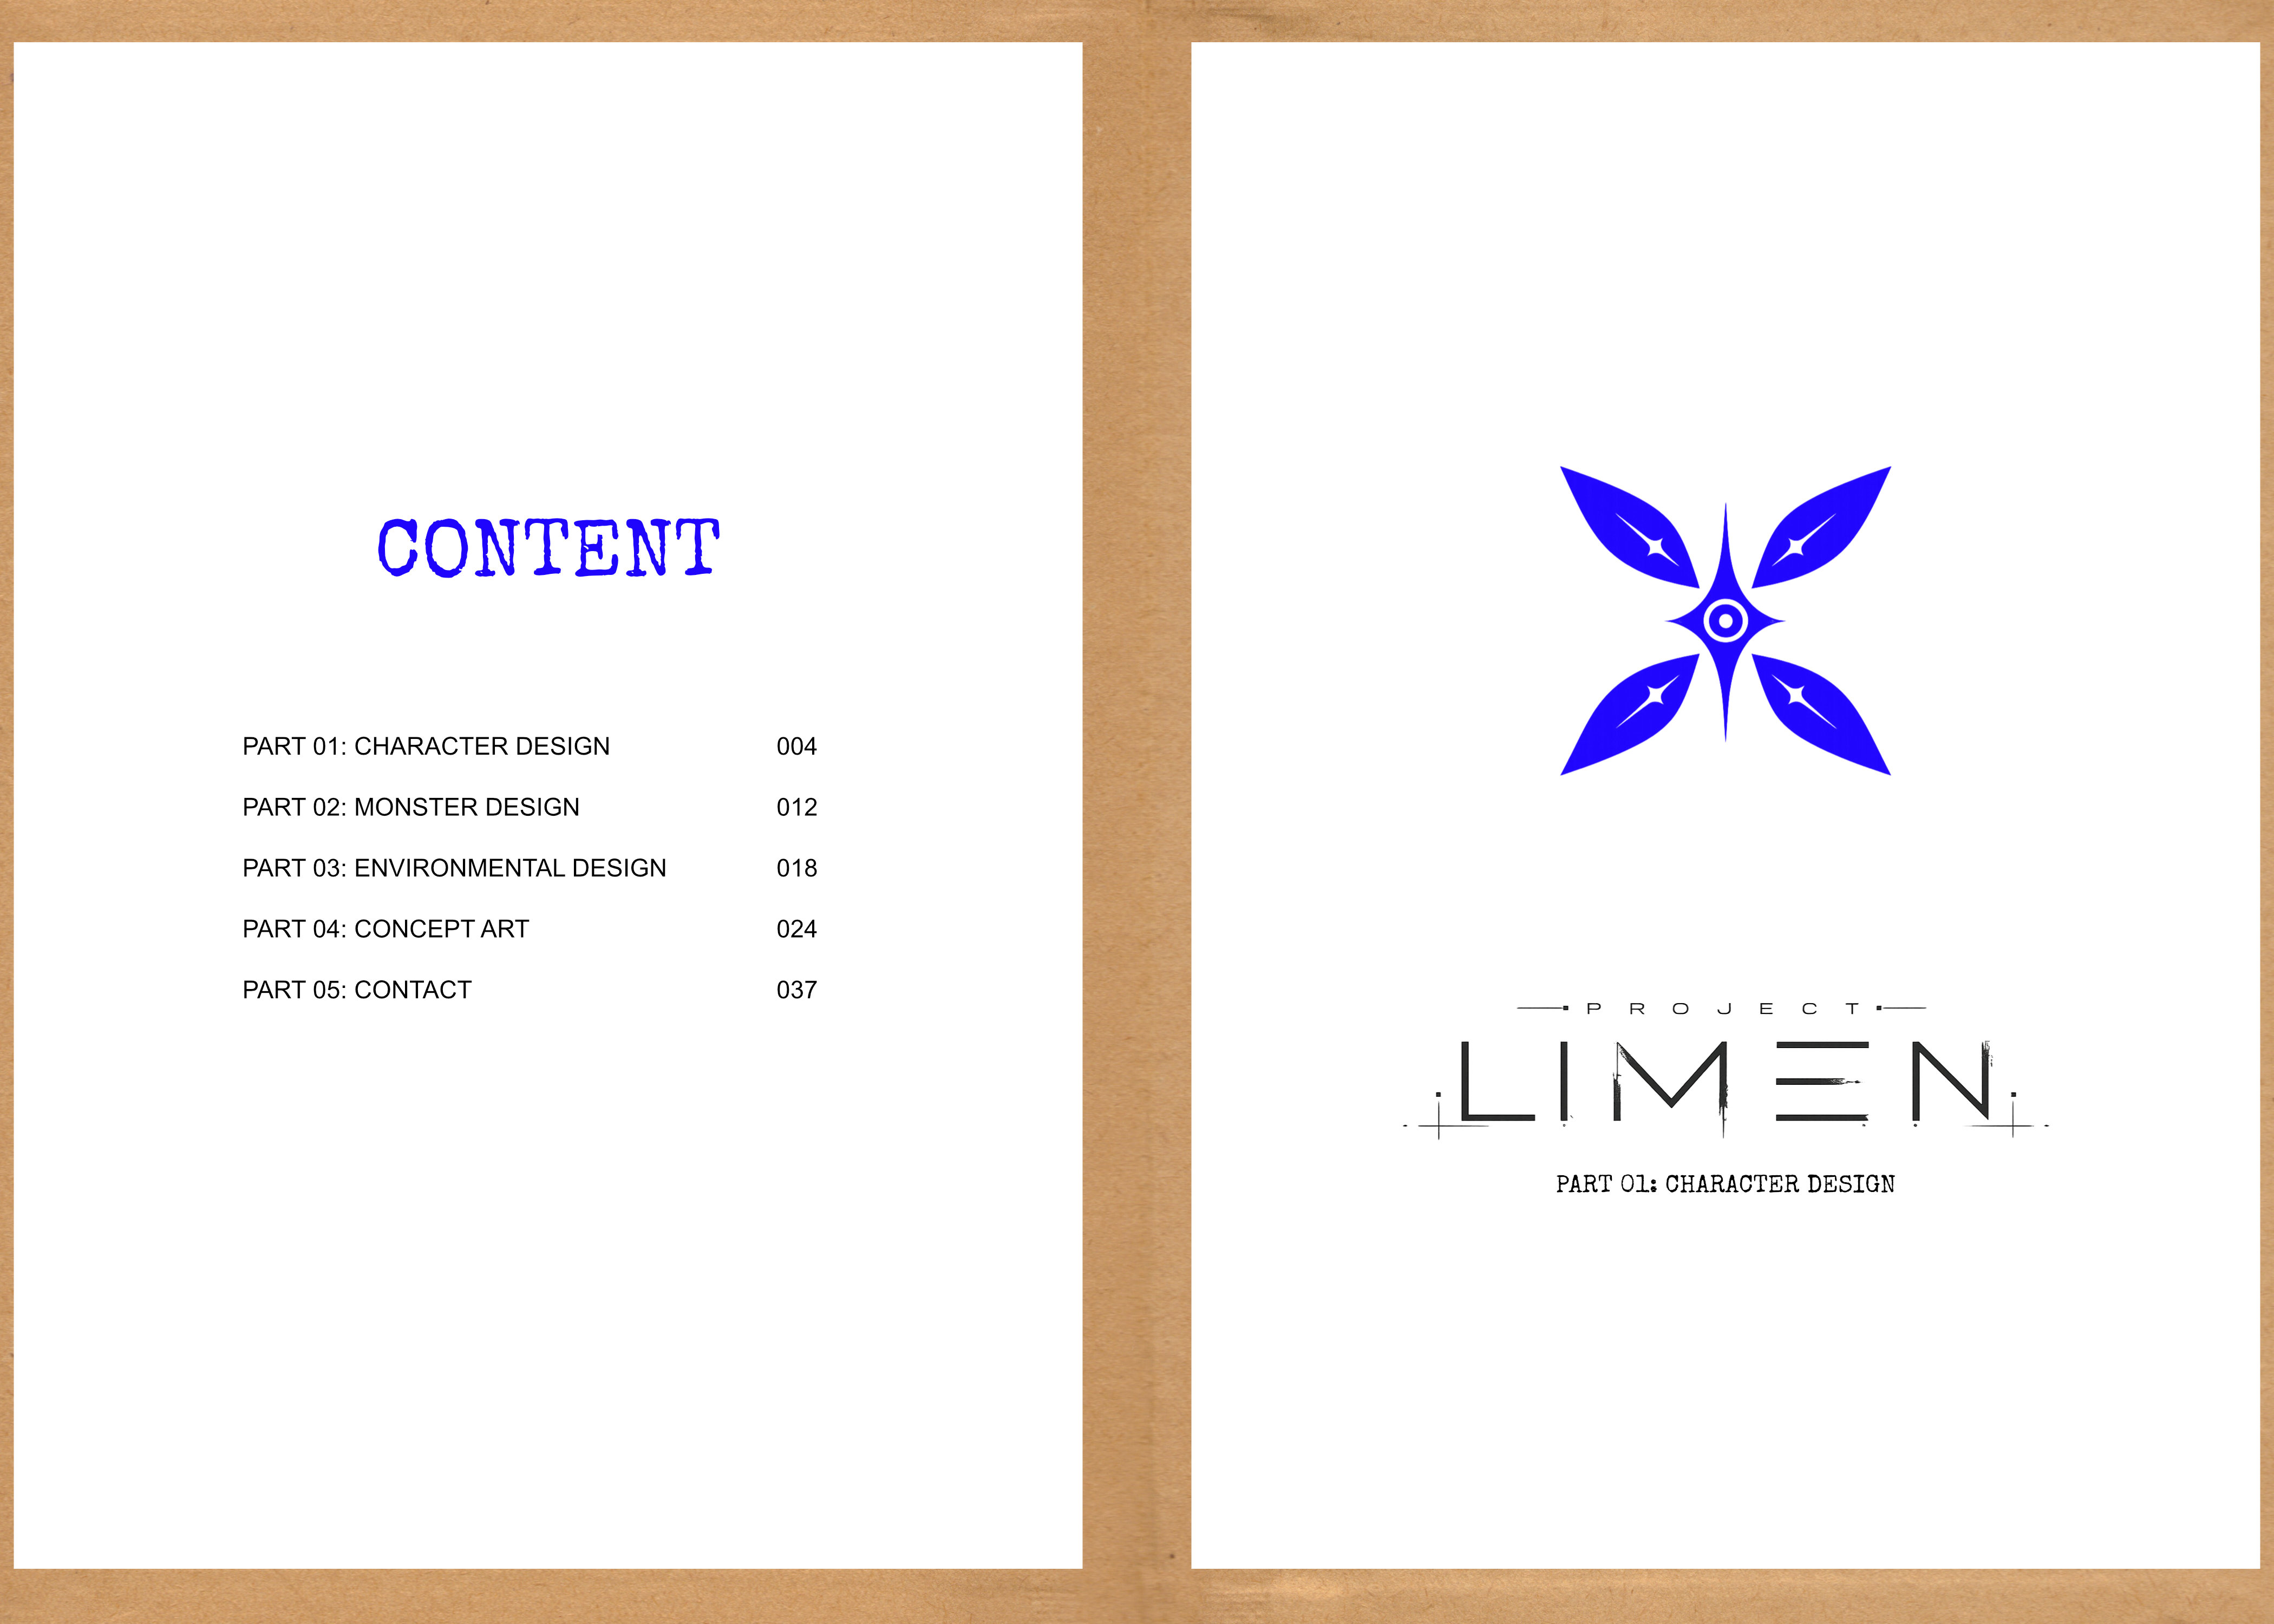 CONTENT
PART 01: CHARACTER DESIGN 004
PART 02: MONSTER DESIGN 012
PART 03: ENVIRONMENTAL DESIGN 018
PART 04: CONCEPT ART 024
PART 05: CONTACT 037
PROJECT
LIMEN
PART 01: CHARACTER DESIGN